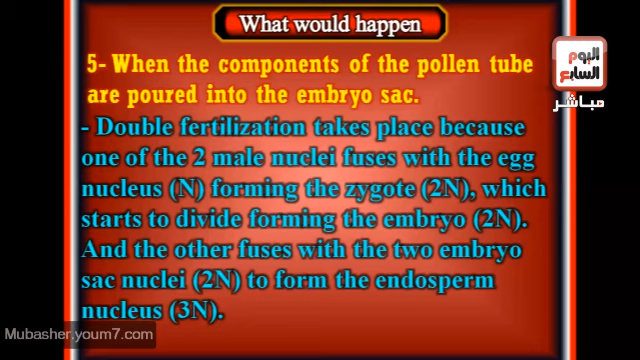 What would happen
5- When the components of the pollen tube
are poured into the embryo sac.
- Double fertilization takes place because
one of the 2 male nuclei fuses with the egg
nucleus (N) forming the zygote (2N), which
starts to divide forming the embryo (2N).
And the other fuses with the two embryo
sac nuclei (2N) to form the endosperm
nucleus (3N).
اليوم
السابع
مباشر
Mubasher.youm7.com